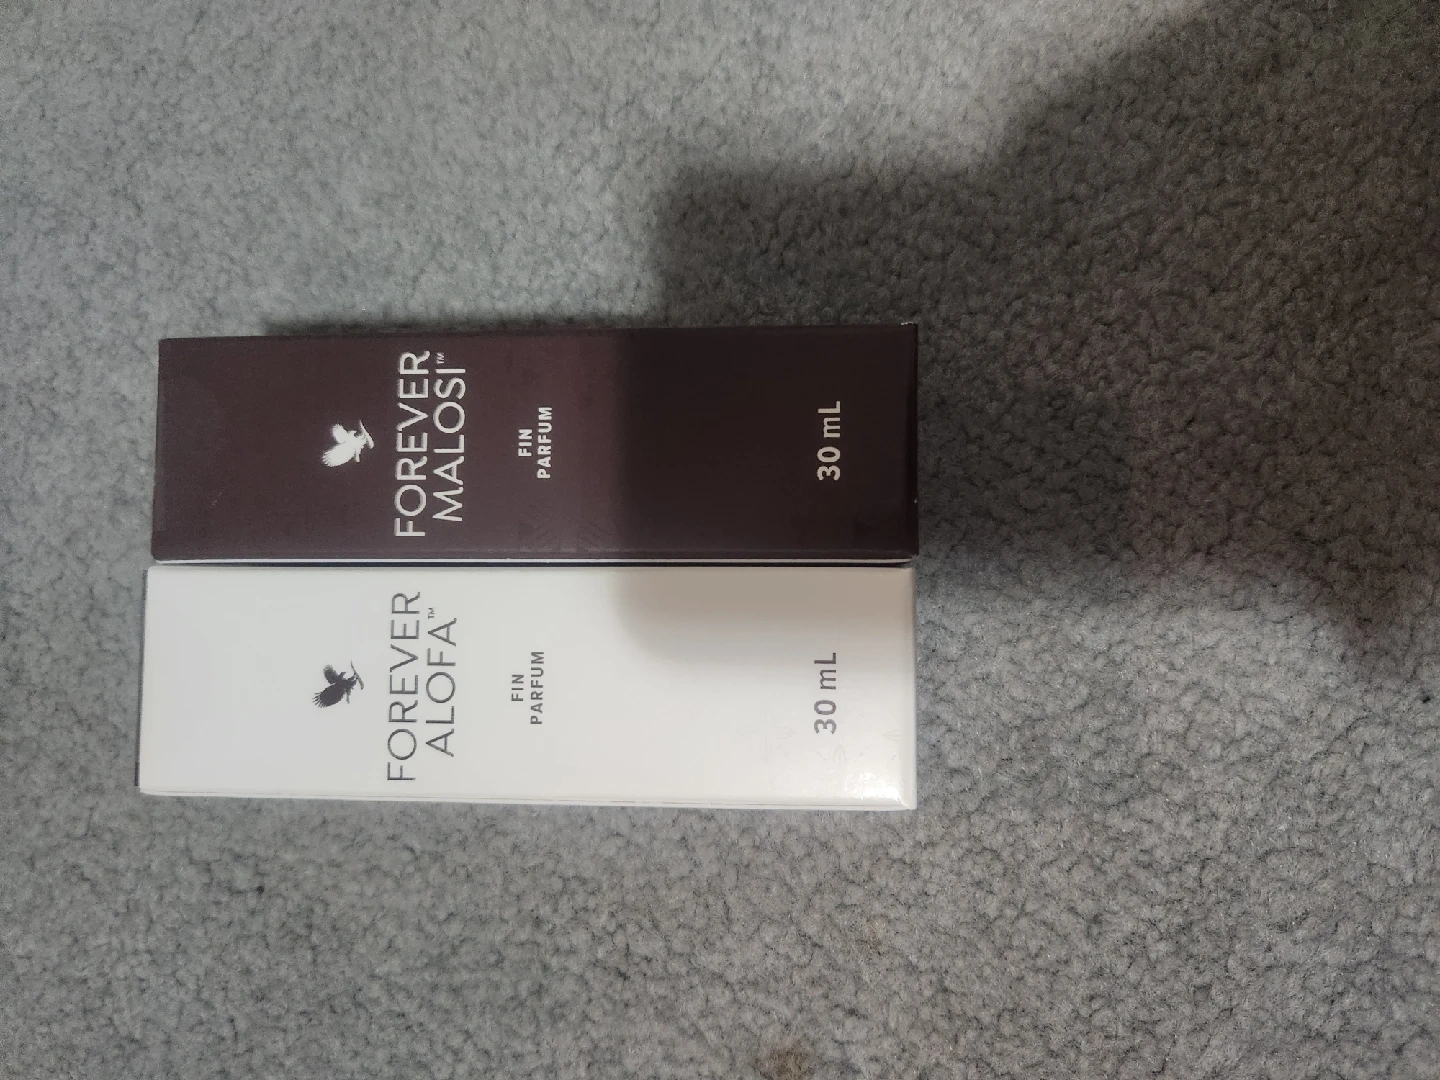 FOREVER
MALOSI™
FIN
PARFUM
30 mL
FOREVER
ALOFA™
FIN
PARFUM
30 mL